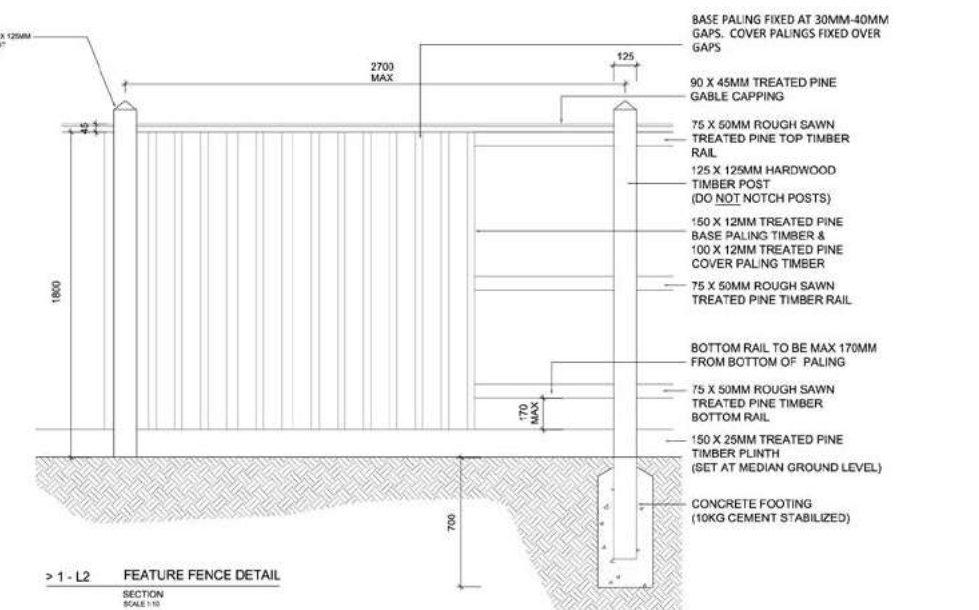 X 125MM
BASE PALING FIXED AT 30MM-40MM
GAPS. COVER PALINGS FIXED OVER
GAPS
2700
MAX
125
90 X 45MM TREATED PINE
GABLE CAPPING
45
75 X 50MM ROUGH SAWN
TREATED PINE TOP TIMBER
RAIL
125 X 125MM HARDWOOD
TIMBER POST
(DO NOT NOTCH POSTS)
150 X 12MM TREATED PINE
BASE PALING TIMBER &
100 X 12MM TREATED PINE
COVER PALING TIMBER
1800
75 X 50MM ROUGH SAWN
TREATED PINE TIMBER RAIL
BOTTOM RAIL TO BE MAX 170MM
FROM BOTTOM OF PALING
170
MAX
75 X 50MM ROUGH SAWN
TREATED PINE TIMBER
BOTTOM RAIL
150 X 25MM TREATED PINE
TIMBER PLINTH
(SET AT MEDIAN GROUND LEVEL)
700
CONCRETE FOOTING
(10KG CEMENT STABILIZED)
> 1 - L2 FEATURE FENCE DETAIL
SECTION
SCALE 1:10